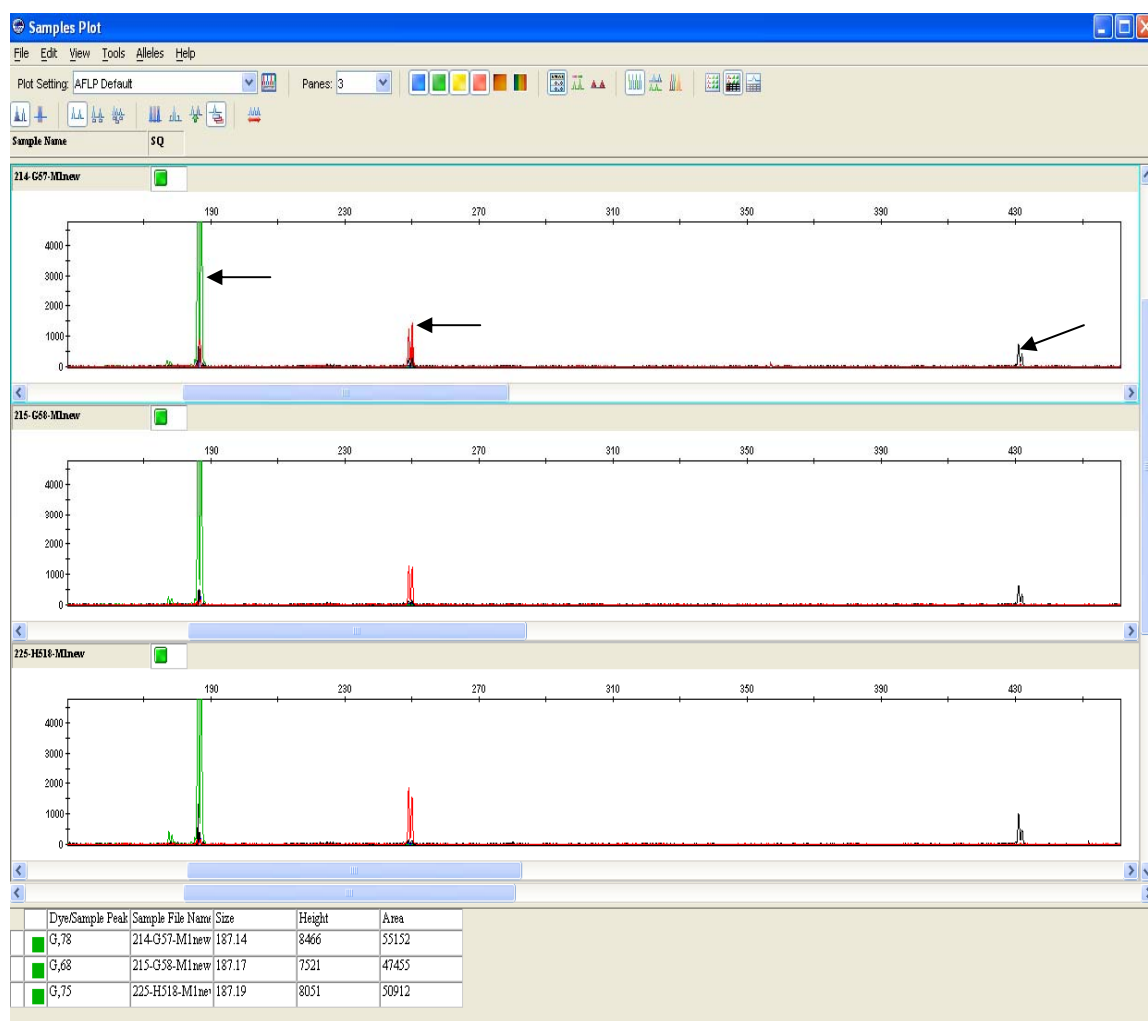 Samples Plot
File Edit View Tools Alleles Help
Plot Setting: AFLP Default Panes: 3
Sample Name SQ
214-G57-M1new
190 230 270 310 350 390 430
4000
3000
2000
1000
0
215-G58-M1new
190 230 270 310 350 390 430
4000
3000
2000
1000
0
225-H518-M1new
190 230 270 310 350 390 430
4000
3000
2000
1000
0
Dye/Sample Peak Sample File Name Size Height Area
G,78 214-G57-M1new 187.14 8466 55152
G,68 215-G58-M1new 187.17 7521 47455
G,75 225-H518-M1ne 187.19 8051 50912